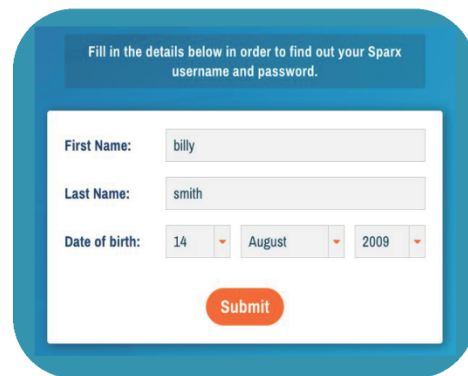 Fill in the details below in order to find out your Sparx
username and password.
First Name: billy
Last Name: smith
Date of birth: 14 August 2009
Submit